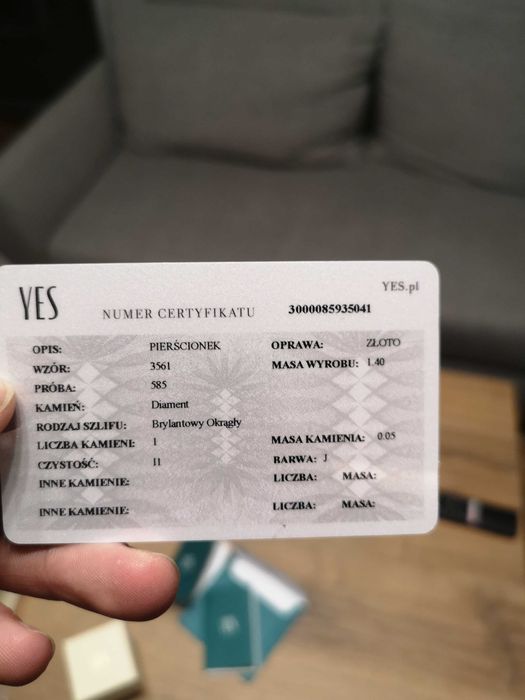 YES
YES.pl
NUMER CERTYFIKATU 3000085935041
OPIS: PIERŚCIONEK OPRAWA: ZŁOTO
WZÓR: 3561 MASA WYROBU: 1.40
PRÓBA: 585
KAMIEŃ: Diament
RODZAJ SZLIFU: Brylantowy Okrągły
LICZBA KAMIENI: 1 MASA KAMIENIA: 0.05
CZYSTOŚĆ: I1 BARWA: J
INNE KAMIENIE: LICZBA: MASA:
INNE KAMIENIE: LICZBA: MASA: